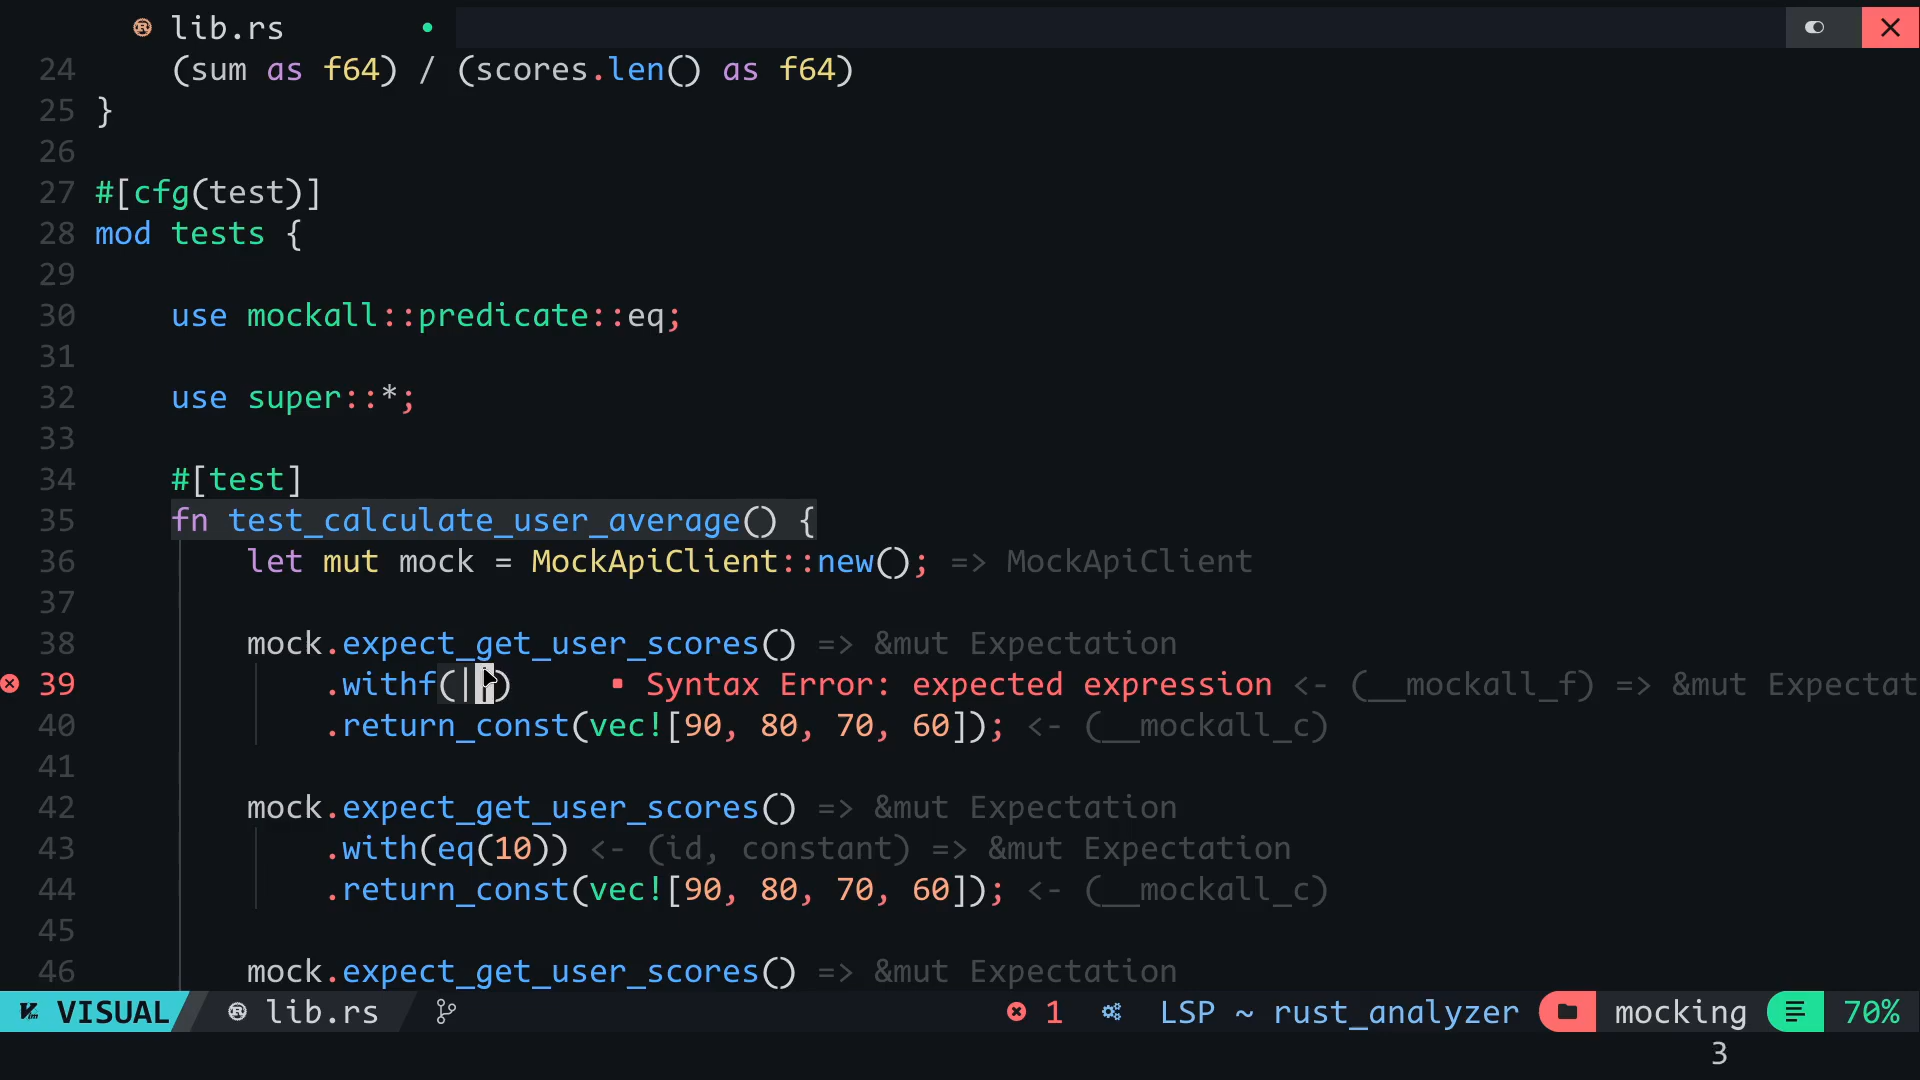 lib.rs
24 (sum as f64) / (scores.len() as f64)
25 }
26
27 #[cfg(test)]
28 mod tests {
29
30 use mockall::predicate::eq;
31
32 use super::*;
33
34 #[test]
35 fn test_calculate_user_average() {
36 let mut mock = MockApiClient::new(); => MockApiClient
37
38 mock.expect_get_user_scores() => &mut Expectation
39 .withf(||) ▪ Syntax Error: expected expression <- (__mockall_f) => &mut Expectat
40 .return_const(vec![90, 80, 70, 60]); <- (__mockall_c)
41
42 mock.expect_get_user_scores() => &mut Expectation
43 .with(eq(10)) <- (id, constant) => &mut Expectation
44 .return_const(vec![90, 80, 70, 60]); <- (__mockall_c)
45
46 mock.expect_get_user_scores() => &mut Expectation
VISUAL lib.rs 1 LSP ~ rust_analyzer mocking 70%
3